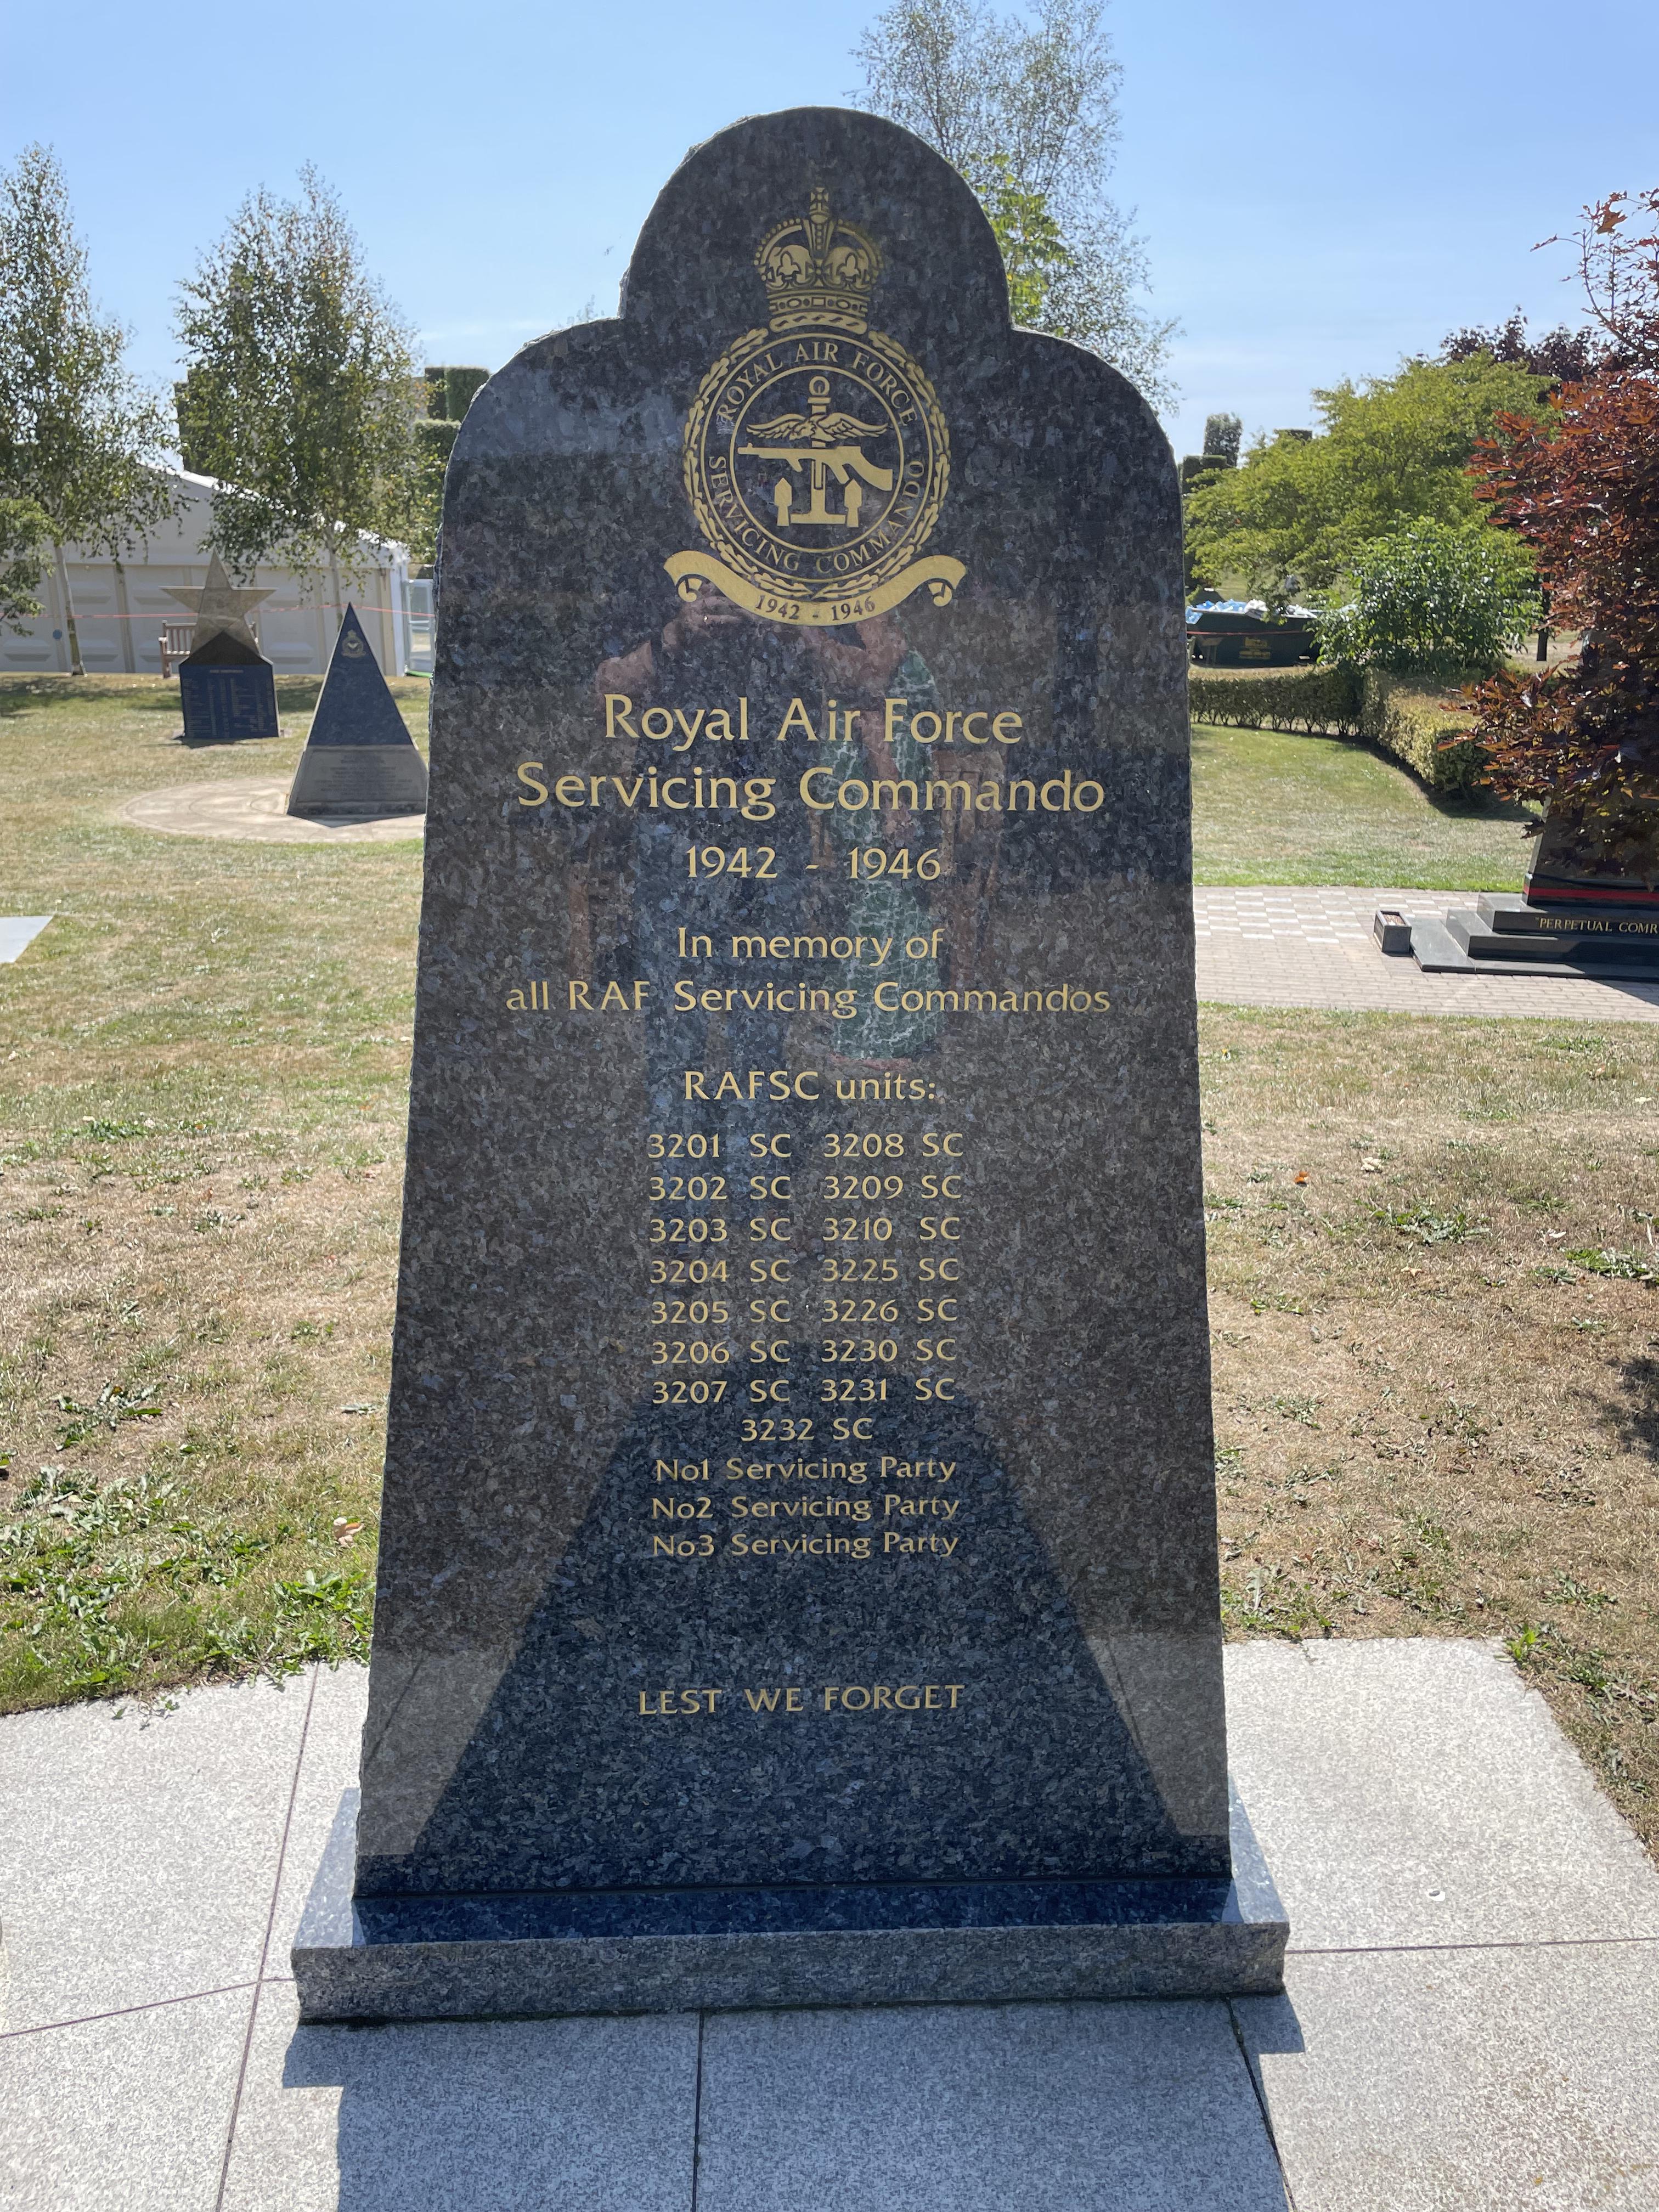 ROYAL AIR FORCE
SERVICING COMMANDO
1942 - 1946
Royal Air Force
Servicing Commando
1942 - 1946
In memory of
all RAF Servicing Commandos
RAFSC units:
3201 SC 3208 SC
3202 SC 3209 SC
3203 SC 3210 SC
3204 SC 3225 SC
3205 SC 3226 SC
3206 SC 3230 SC
3207 SC 3231 SC
3232 SC
No1 Servicing Party
No2 Servicing Party
No3 Servicing Party
LEST WE FORGET
"PERPETUAL